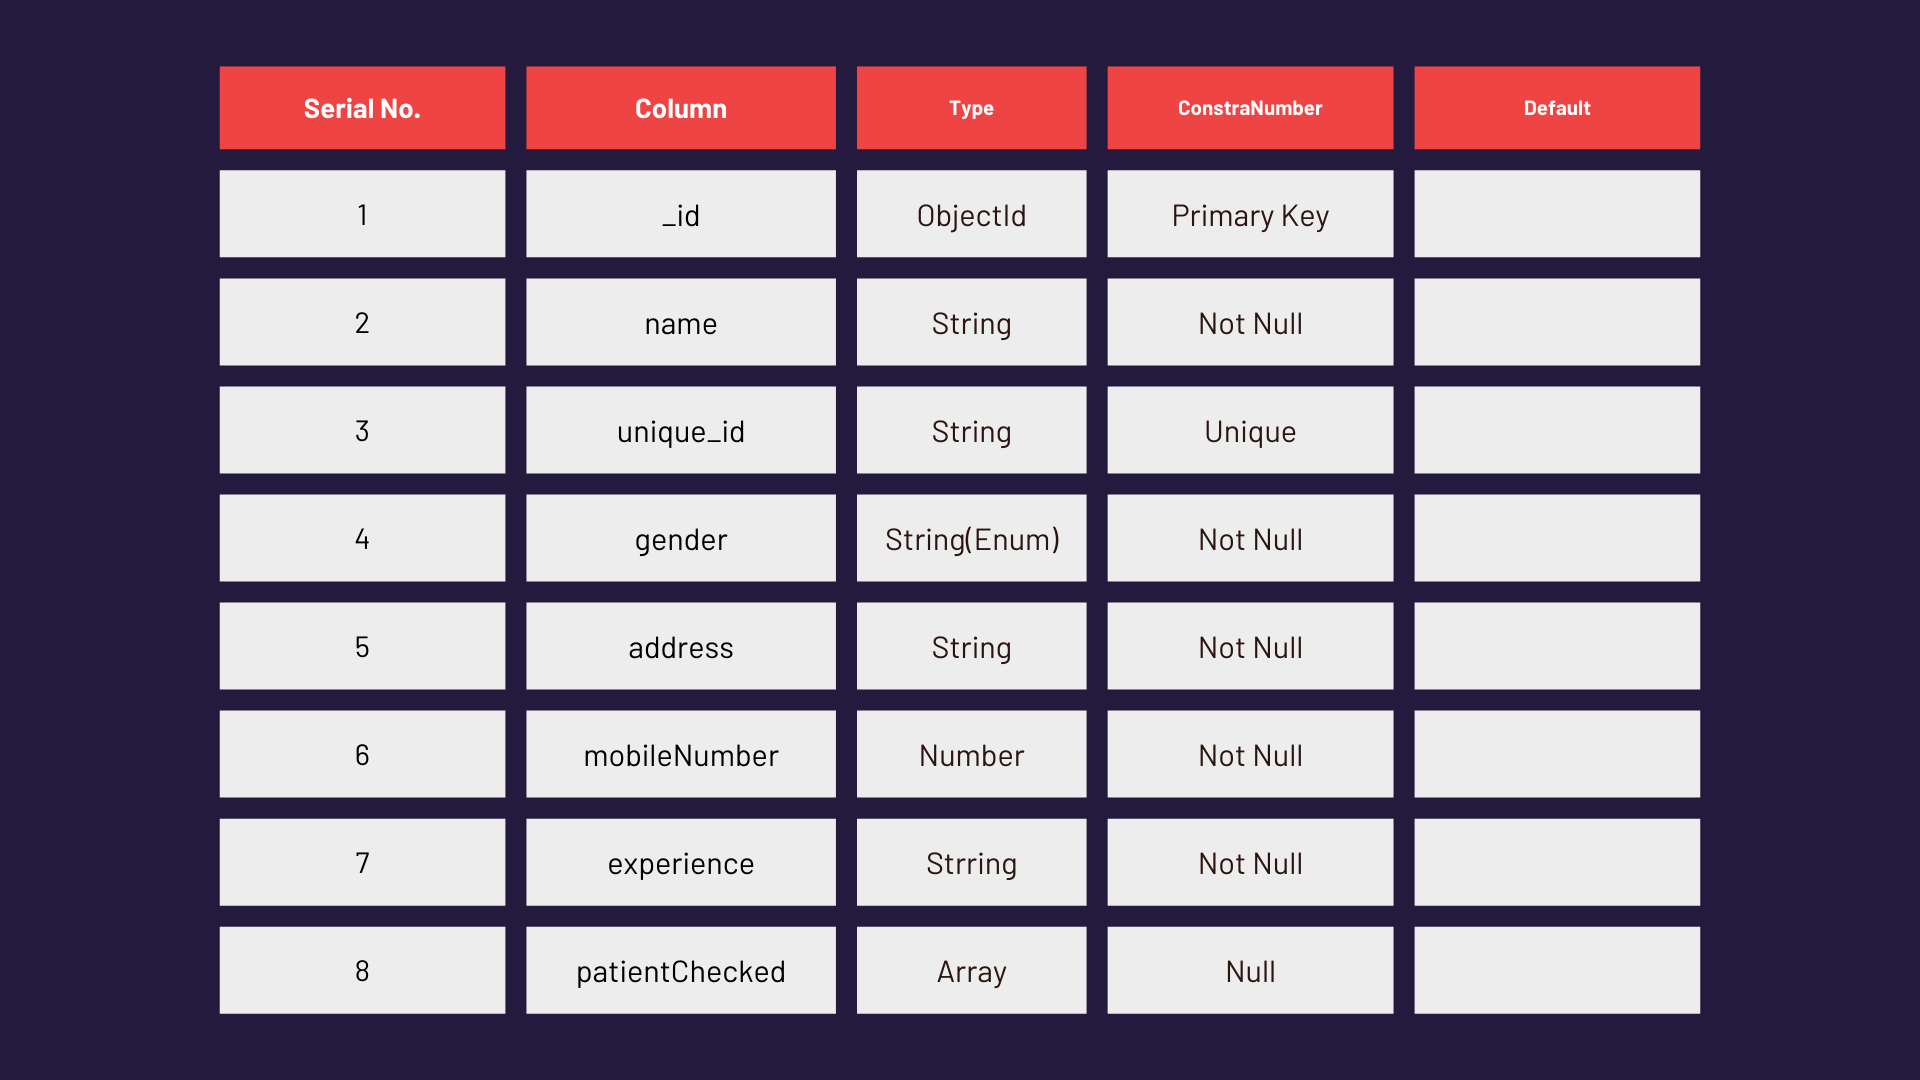 Serial No. Column Type ConstraNumber Default
1 _id ObjectId Primary Key
2 name String Not Null
3 unique_id String Unique
4 gender String(Enum) Not Null
5 address String Not Null
6 mobileNumber Number Not Null
7 experience Strring Not Null
8 patientChecked Array Null